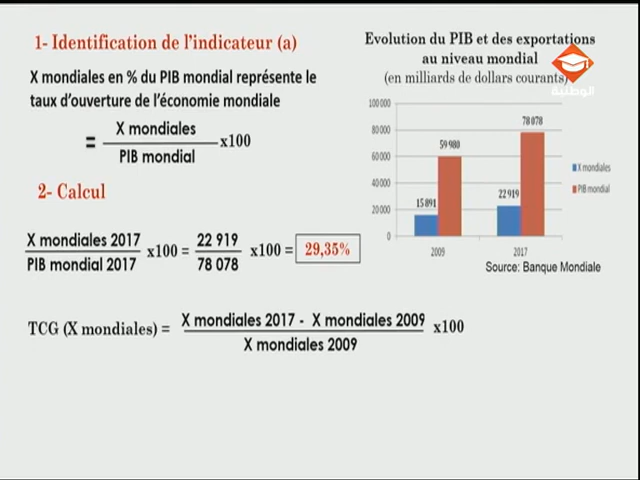 1- Identification de l'indicateur (a)
X mondiales en % du PIB mondial représente le
taux d'ouverture de l'économie mondiale
= X mondiales x100
PIB mondial
2- Calcul
X mondiales 2017 x100 = 22 919 x100 = 29,35%
PIB mondial 2017 78 078
TCG (X mondiales) = X mondiales 2017 - X mondiales 2009 x100
X mondiales 2009
Evolution du PIB et des exportations
au niveau mondial
(en milliards de dollars courants)
الوطنية
100 000
80 000
60 000
40 000
20 000
0
15 891
59 980
22 919
78 078
2009
2017
X mondiales
PIB mondial
Source: Banque Mondiale